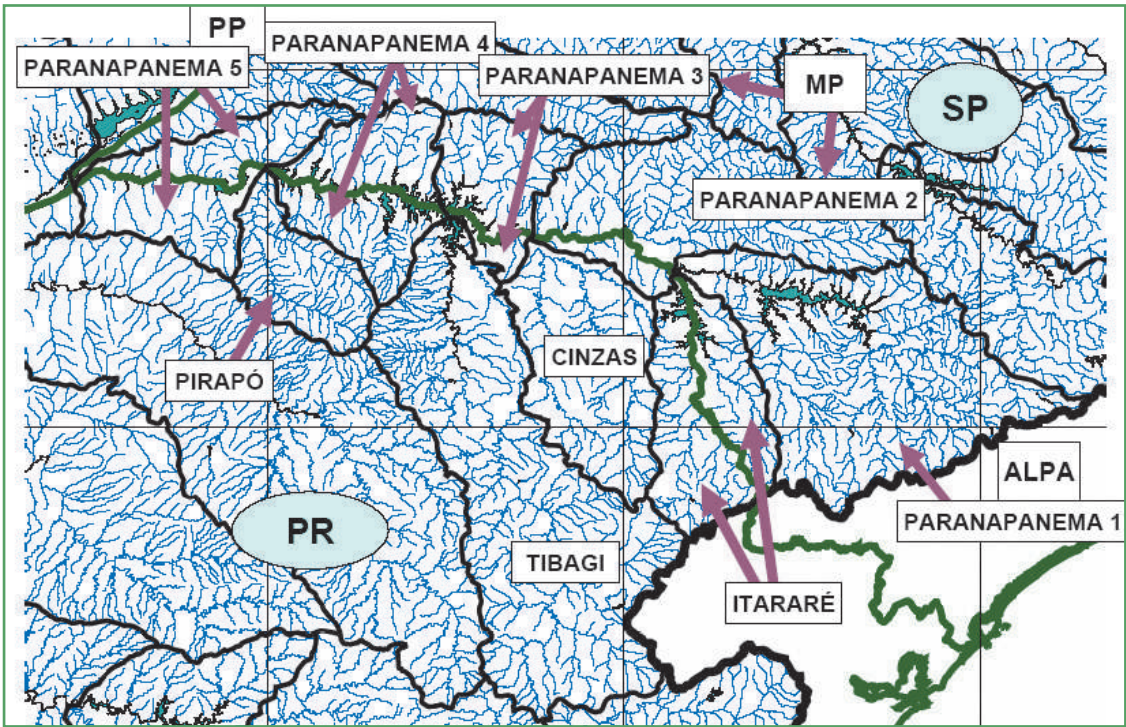 PP
PARANAPANEMA 4
PARANAPANEMA 5
PARANAPANEMA 3
MP
SP
PARANAPANEMA 2
CINZAS
PIRAPÓ
ALPA
PARANAPANEMA 1
PR
TIBAGI
ITARARÉ